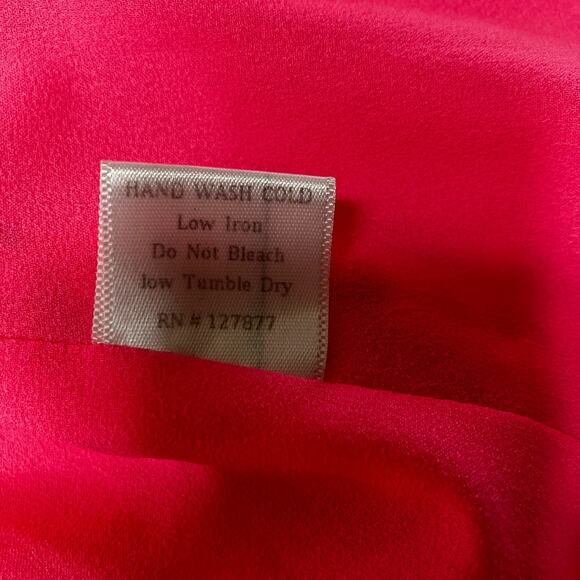 HAND WASH COLD
Low Iron
Do Not Bleach
low Tumble Dry
RN # 127877